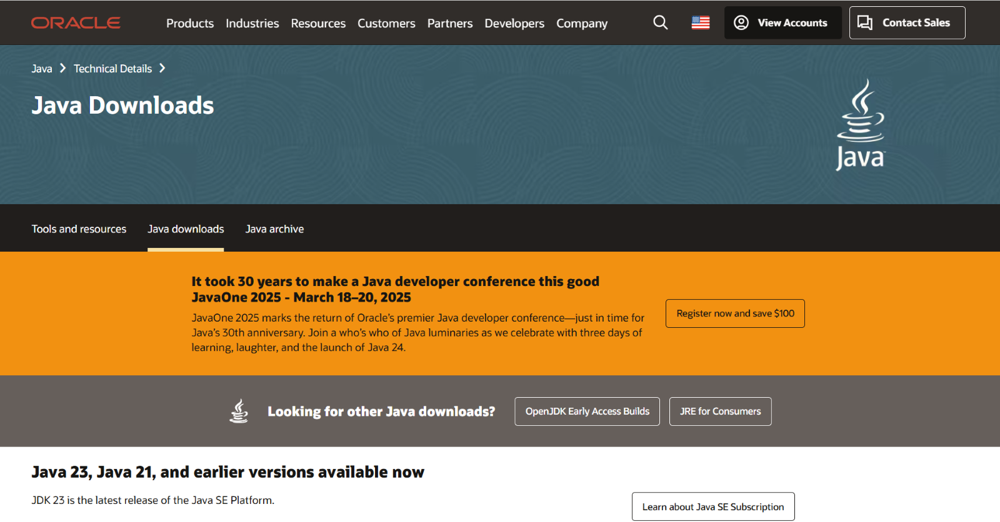 ORACLE
Products Industries Resources Customers Partners Developers Company
View Accounts
Contact Sales
Java Technical Details
Java Downloads
Java
Tools and resources Java downloads Java archive
It took 30 years to make a Java developer conference this good
JavaOne 2025 - March 18–20, 2025
JavaOne 2025 marks the return of Oracle’s premier Java developer conference—just in time for
Java’s 30th anniversary. Join a who’s who of Java luminaries as we celebrate with three days of
learning, laughter, and the launch of Java 24.
Register now and save $100
Looking for other Java downloads?
OpenJDK Early Access Builds
JRE for Consumers
Java 23, Java 21, and earlier versions available now
JDK 23 is the latest release of the Java SE Platform.
Learn about Java SE Subscription